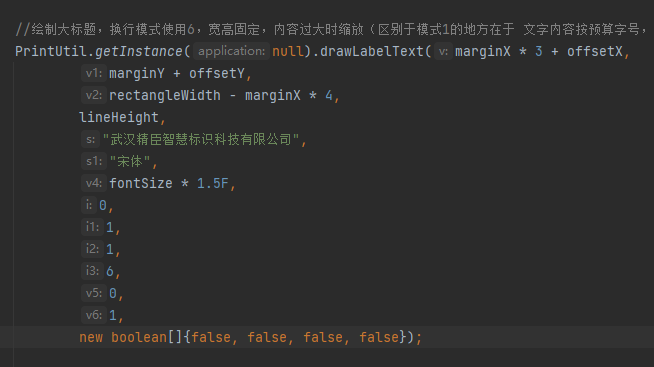 //绘制大标题，换行模式使用6，宽高固定，内容过大时缩放（区别于模式1的地方在于 文字内容按预算字号，
PrintUtil.getInstance( application: null).drawLabelText( v: marginX * 3 + offsetX,
v1: marginY + offsetY,
v2: rectangleWidth - marginX * 4,
lineHeight,
s: "武汉精臣智慧标识科技有限公司",
s1: "宋体",
v4: fontSize * 1.5F,
i: 0,
i1: 1,
i2: 1,
i3: 6,
v5: 0,
v6: 1,
new boolean[]{false, false, false, false});